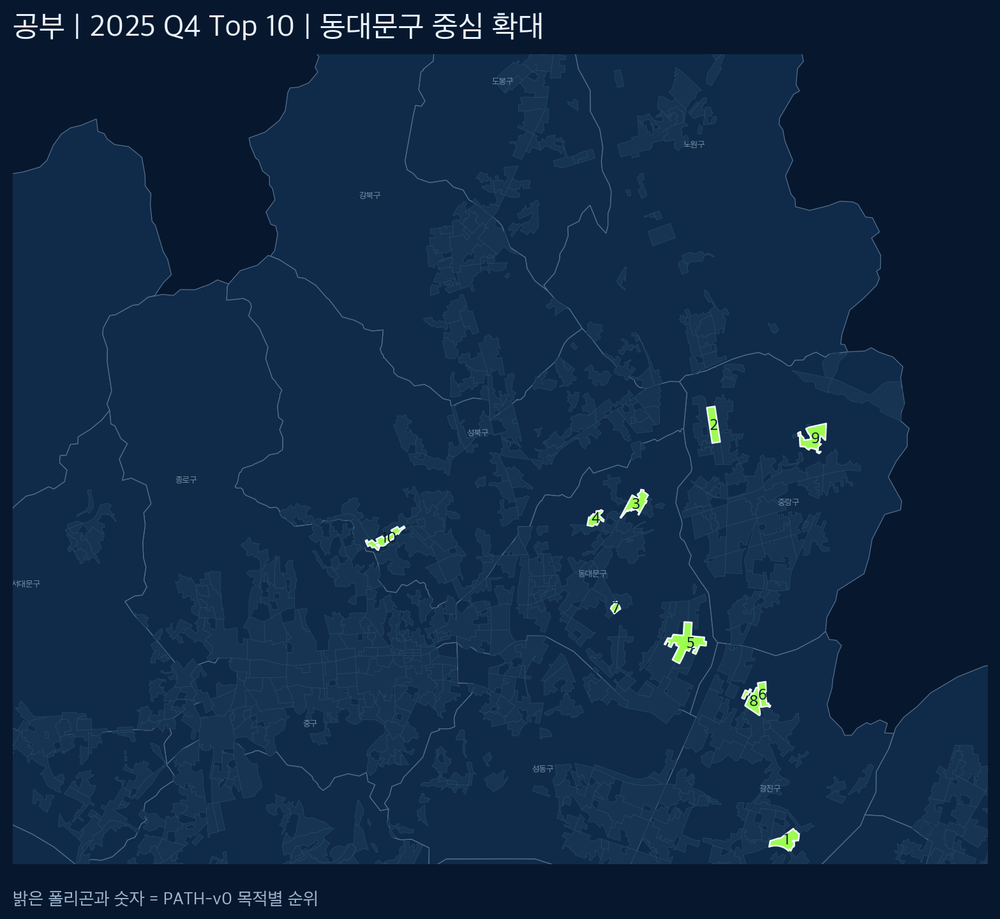 공부 | 2025 Q4 Top 10 | 동대문구 중심 확대
도봉구
노원구
강북구
2
성북구
9
종로구
중랑구
3
4
10
동대문구
서대문구
7
5
6
8
중구
성동구
광진구
1
밝은 폴리곤과 숫자 = PATH-v0 목적별 순위